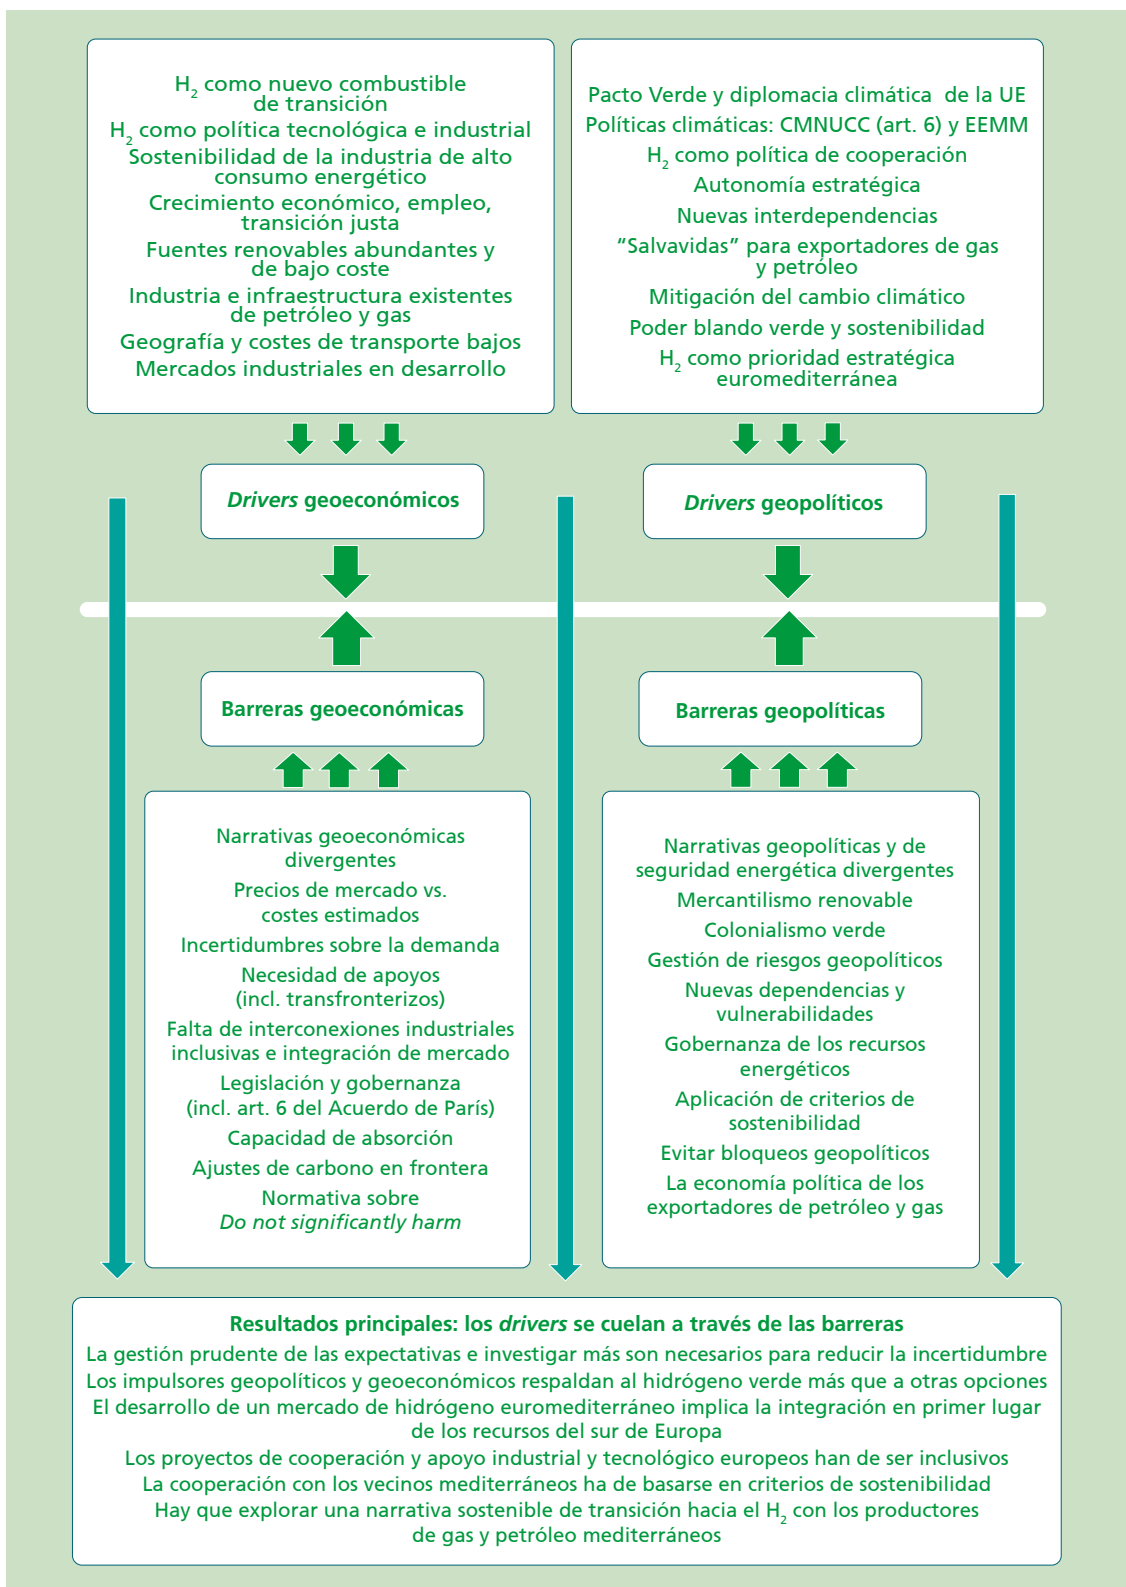 H₂ como nuevo combustible
de transición
H₂ como política tecnológica e industrial
Sostenibilidad de la industria de alto
consumo energético
Crecimiento económico, empleo,
transición justa
Fuentes renovables abundantes y
de bajo coste
Industria e infraestructura existentes
de petróleo y gas
Geografía y costes de transporte bajos
Mercados industriales en desarrollo
Pacto Verde y diplomacia climática de la UE
Políticas climáticas: CMNUCC (art. 6) y EEMM
H₂ como política de cooperación
Autonomía estratégica
Nuevas interdependencias
“Salvavidas” para exportadores de gas
y petróleo
Mitigación del cambio climático
Poder blando verde y sostenibilidad
H₂ como prioridad estratégica
euromediterránea
Drivers geoeconómicos
Drivers geopolíticos
Barreras geoeconómicas
Barreras geopolíticas
Narrativas geoeconómicas
divergentes
Precios de mercado vs.
costes estimados
Incertidumbres sobre la demanda
Necesidad de apoyos
(incl. transfronterizos)
Falta de interconexiones industriales
inclusivas e integración de mercado
Legislación y gobernanza
(incl. art. 6 del Acuerdo de París)
Capacidad de absorción
Ajustes de carbono en frontera
Normativa sobre
Do not significantly harm
Narrativas geopolíticas y de
seguridad energética divergentes
Mercantilismo renovable
Colonialismo verde
Gestión de riesgos geopolíticos
Nuevas dependencias y
vulnerabilidades
Gobernanza de los recursos
energéticos
Aplicación de criterios de
sostenibilidad
Evitar bloqueos geopolíticos
La economía política de los
exportadores de petróleo y gas
Resultados principales: los drivers se cuelan a través de las barreras
La gestión prudente de las expectativas e investigar más son necesarios para reducir la incertidumbre
Los impulsores geopolíticos y geoeconómicos respaldan al hidrógeno verde más que a otras opciones
El desarrollo de un mercado de hidrógeno euromediterráneo implica la integración en primer lugar
de los recursos del sur de Europa
Los proyectos de cooperación y apoyo industrial y tecnológico europeos han de ser inclusivos
La cooperación con los vecinos mediterráneos ha de basarse en criterios de sostenibilidad
Hay que explorar una narrativa sostenible de transición hacia el H₂ con los productores
de gas y petróleo mediterráneos